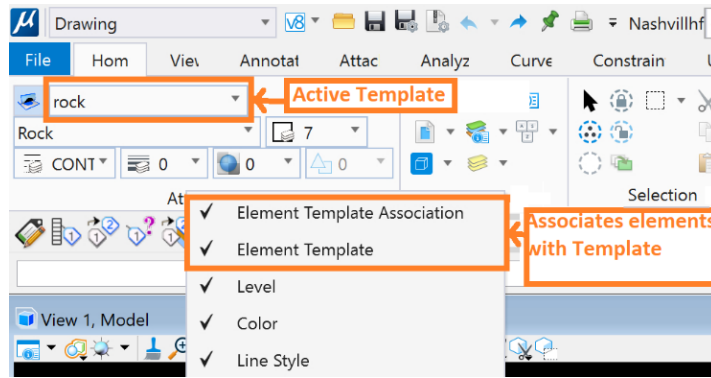 Drawing V8 Nashvillhf
File Hom Viev Annotat Attac Analyz Curve Constrain
rock Active Template
Rock 7
CONT 0 0 0
Att Selection
Element Template Association
Element Template
Associates elements
with Template
Level
Color
Line Style
View 1, Model